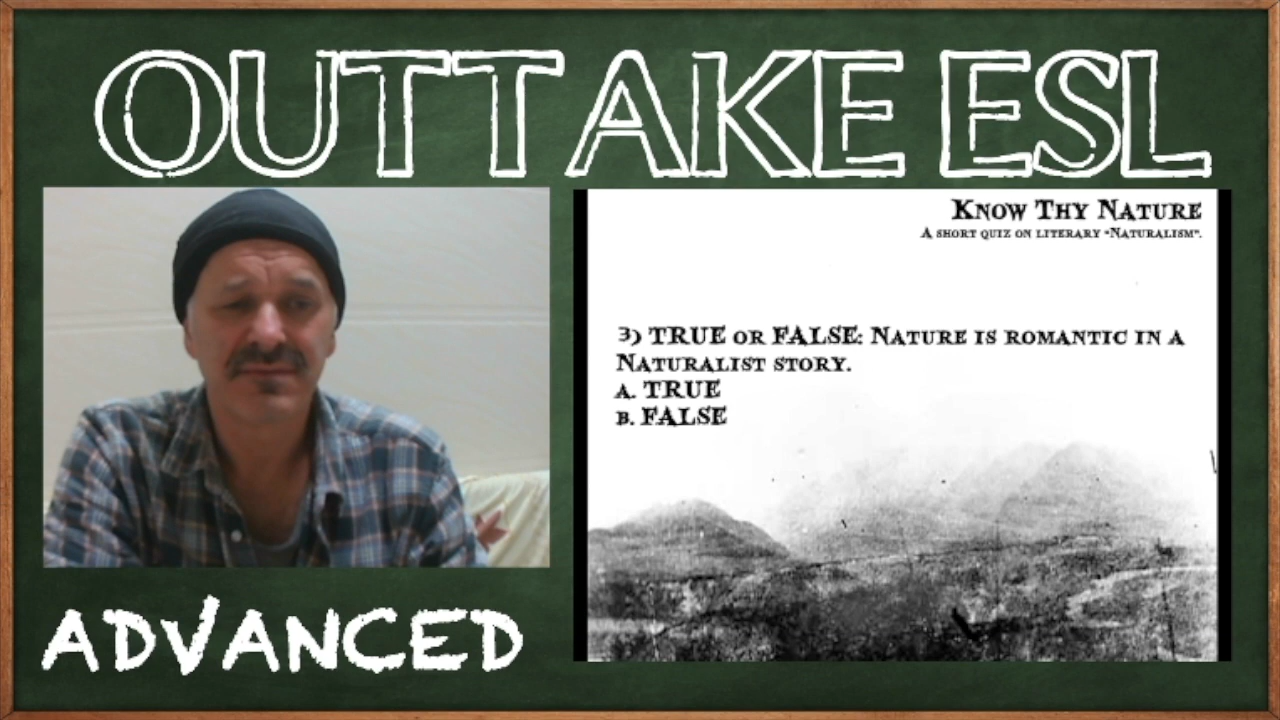 OUTTAKE ESL
KNOW THY NATURE
A SHORT QUIZ ON LITERARY "NATURALISM".
3) TRUE OR FALSE: NATURE IS ROMANTIC IN A
NATURALIST STORY.
A. TRUE
B. FALSE
ADVANCED